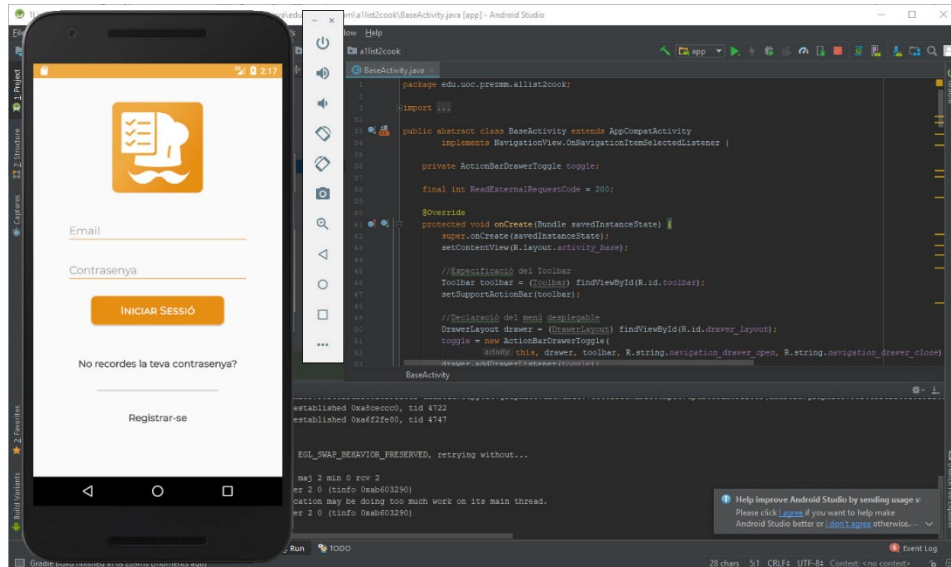 BaseActivity.java [app] - Android Studio
Help
2:17
Email
Contrasenya
INICIAR SESSIÓ
No recordes la teva contrasenya?
Registrar-se
1: Project
2: Structure
Captures
2: Favorites
Build Variants
a1list2cook
app
BaseActivity.java
package edu.uoc.prezmm.a1list2cook;
import ...
public abstract class BaseActivity extends AppCompatActivity
implements NavigationView.OnNavigationItemSelectedListener {
private ActionBarDrawerToggle toggle;
final int ReadExternalRequestCode = 200;
@Override
protected void onCreate(Bundle savedInstanceState) {
super.onCreate(savedInstanceState);
setContentView(R.layout.activity_base);
//Especificació del Toolbar
Toolbar toolbar = (Toolbar) findViewById(R.id.toolbar);
setSupportActionBar(toolbar);
//Declaració del menú desplegable
DrawerLayout drawer = (DrawerLayout) findViewById(R.id.drawer_layout);
toggle = new ActionBarDrawerToggle(
activity: this, drawer, toolbar, R.string.navigation_drawer_open, R.string.navigation_drawer_close)
drawer.addDrawerListener(toggle);
BaseActivity
established 0xa8ceccc0, tid 4722
established 0xa6f2fe80, tid 4747
EGL_SWAP_BEHAVIOR_PRESERVED, retrying without...
maj 2 min 0 rcv 2
er 2 0 (tinfo 0xab603290)
cation may be doing too much work on its main thread.
er 2 0 (tinfo 0xab603290)
Help improve Android Studio by sending usage s
Please click I agree if you want to help make
Android Studio better or I don't agree otherwise....
Run
TODO
Event Log
28 chars 5:1 CRLF UTF-8 Context: <no context>